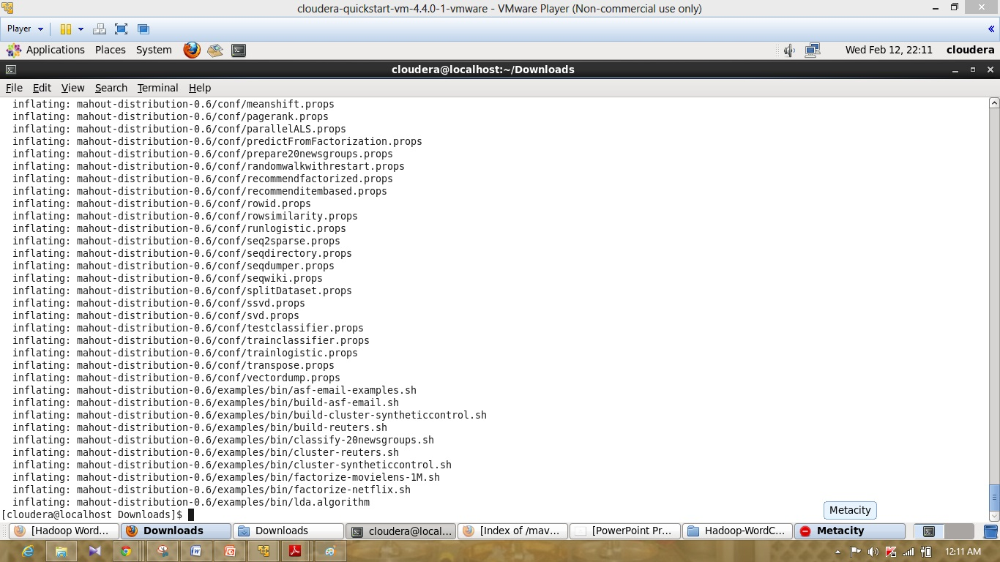 cloudera-quickstart-vm-4.4.0-1-vmware - VMware Player (Non-commercial use only)
Player
Applications Places System Wed Feb 12, 22:11 cloudera
cloudera@localhost:~/Downloads
File Edit View Search Terminal Help
inflating: mahout-distribution-0.6/conf/meanshift.props
inflating: mahout-distribution-0.6/conf/pagerank.props
inflating: mahout-distribution-0.6/conf/parallelALS.props
inflating: mahout-distribution-0.6/conf/predictFromFactorization.props
inflating: mahout-distribution-0.6/conf/prepare20newsgroups.props
inflating: mahout-distribution-0.6/conf/randomwalkwithrestart.props
inflating: mahout-distribution-0.6/conf/recommendfactorized.props
inflating: mahout-distribution-0.6/conf/recommenditembased.props
inflating: mahout-distribution-0.6/conf/rowid.props
inflating: mahout-distribution-0.6/conf/rowsimilarity.props
inflating: mahout-distribution-0.6/conf/runlogistic.props
inflating: mahout-distribution-0.6/conf/seq2sparse.props
inflating: mahout-distribution-0.6/conf/seqdirectory.props
inflating: mahout-distribution-0.6/conf/seqdumper.props
inflating: mahout-distribution-0.6/conf/seqwiki.props
inflating: mahout-distribution-0.6/conf/splitDataset.props
inflating: mahout-distribution-0.6/conf/ssvd.props
inflating: mahout-distribution-0.6/conf/svd.props
inflating: mahout-distribution-0.6/conf/testclassifier.props
inflating: mahout-distribution-0.6/conf/trainclassifier.props
inflating: mahout-distribution-0.6/conf/trainlogistic.props
inflating: mahout-distribution-0.6/conf/transpose.props
inflating: mahout-distribution-0.6/conf/vectordump.props
inflating: mahout-distribution-0.6/examples/bin/asf-email-examples.sh
inflating: mahout-distribution-0.6/examples/bin/build-asf-email.sh
inflating: mahout-distribution-0.6/examples/bin/build-cluster-syntheticcontrol.sh
inflating: mahout-distribution-0.6/examples/bin/build-reuters.sh
inflating: mahout-distribution-0.6/examples/bin/classify-20newsgroups.sh
inflating: mahout-distribution-0.6/examples/bin/cluster-reuters.sh
inflating: mahout-distribution-0.6/examples/bin/cluster-syntheticcontrol.sh
inflating: mahout-distribution-0.6/examples/bin/factorize-movielens-1M.sh
inflating: mahout-distribution-0.6/examples/bin/factorize-netflix.sh
inflating: mahout-distribution-0.6/examples/bin/lda.algorithm
[cloudera@localhost Downloads]$
Metacity
[Hadoop Word... Downloads Downloads cloudera@local... [Index of /mav... [PowerPoint Pr... Hadoop-WordC... Metacity
12:11 AM